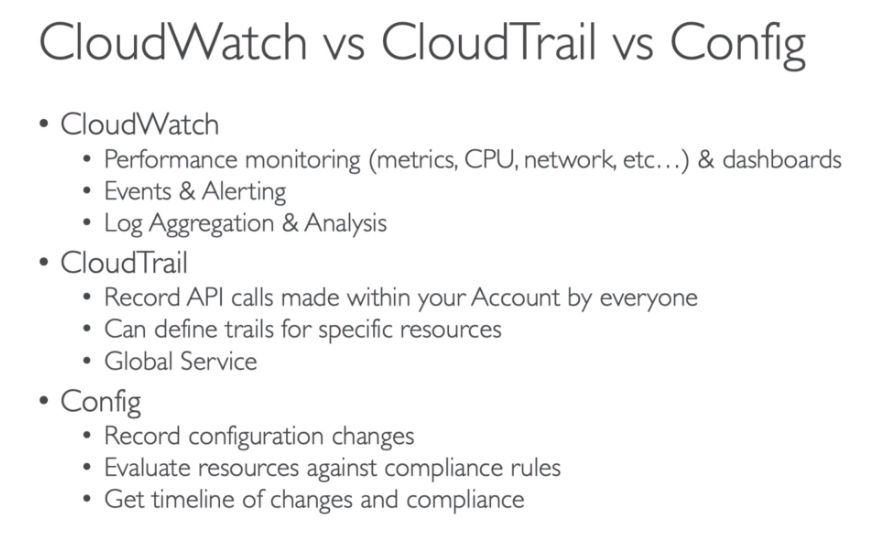 CloudWatch vs CloudTrail vs Config
• CloudWatch
• Performance monitoring (metrics, CPU, network, etc…) & dashboards
• Events & Alerting
• Log Aggregation & Analysis
• CloudTrail
• Record API calls made within your Account by everyone
• Can define trails for specific resources
• Global Service
• Config
• Record configuration changes
• Evaluate resources against compliance rules
• Get timeline of changes and compliance